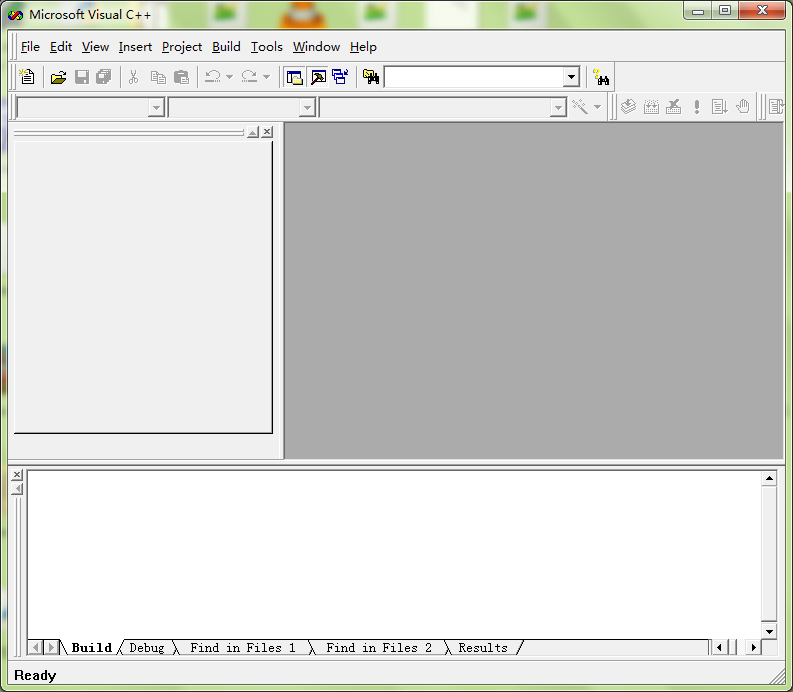 Microsoft Visual C++
File Edit View Insert Project Build Tools Window Help
Build Debug Find in Files 1 Find in Files 2 Results
Ready